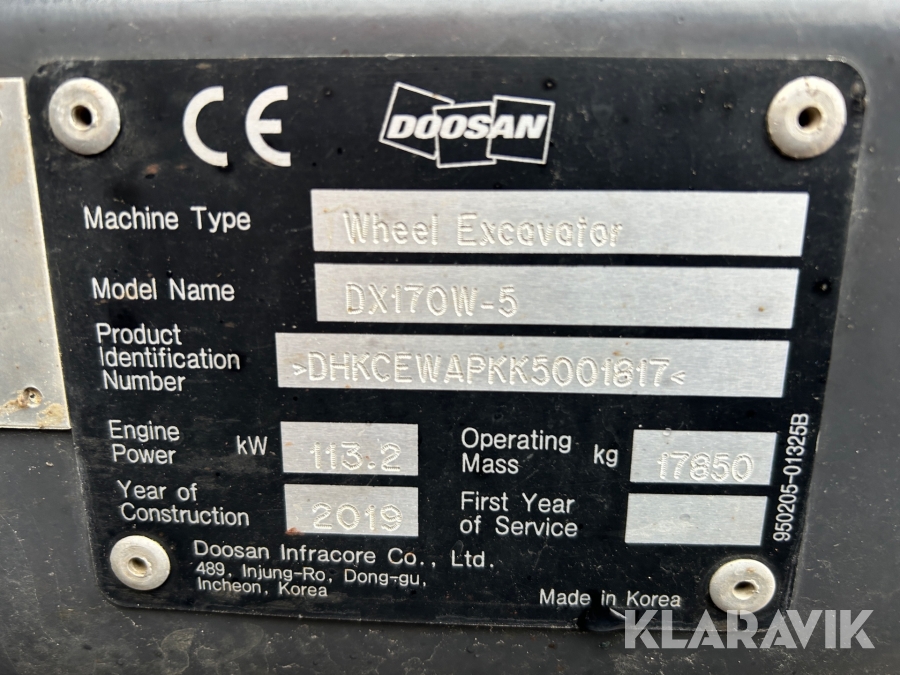 CE
DOOSAN
Machine Type Wheel Excavator
Model Name DX170W-5
Product
Identification
Number >DHKCEWAPKK5001817<
Engine
Power kW 113.2
Operating
Mass kg 17850
Year of
Construction 2019
First Year
of Service
Doosan Infracore Co., Ltd.
489, Injung-Ro, Dong-gu,
Incheon, Korea
Made in Korea
950205-01325B
KLARAVIK